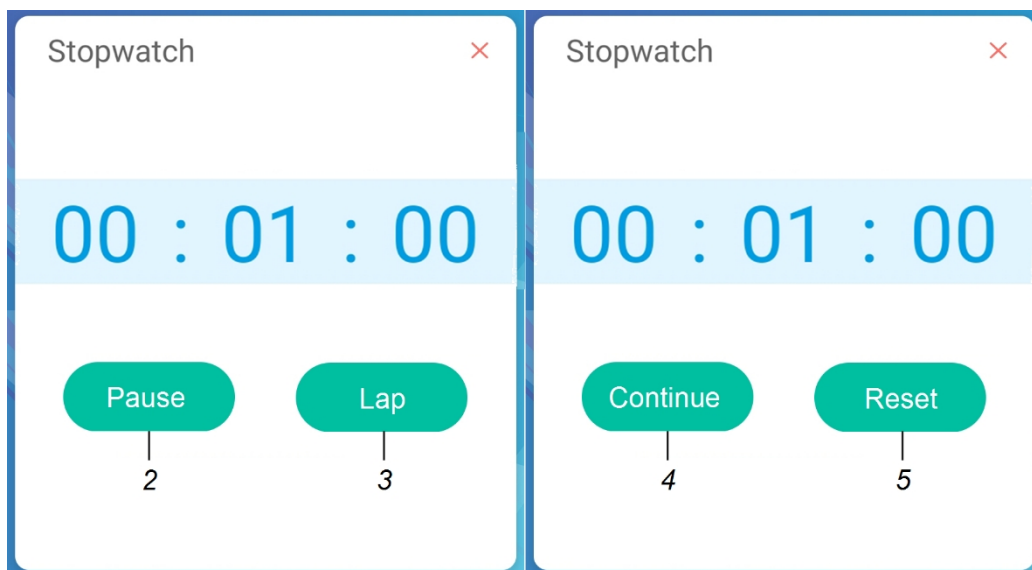 Stopwatch
00 : 01 : 00
Pause Lap
2 3
Stopwatch
00 : 01 : 00
Continue Reset
4 5